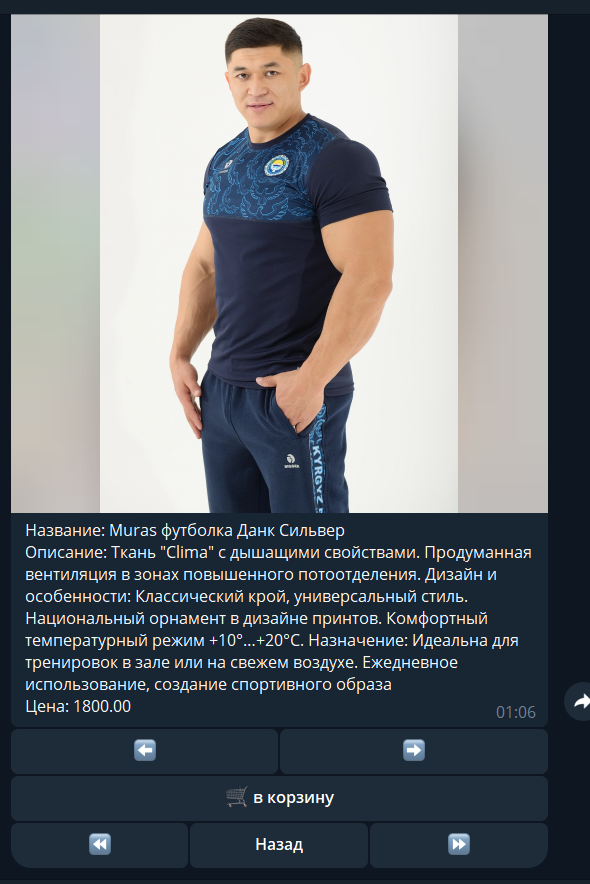 KYRGYZ
Название: Muras футболка Данк Сильвер
Описание: Ткань "Clima" с дышащими свойствами. Продуманная
вентиляция в зонах повышенного потоотделения. Дизайн и
особенности: Классический крой, универсальный стиль.
Национальный орнамент в дизайне принтов. Комфортный
температурный режим +10°...+20°C. Назначение: Идеальна для
тренировок в зале или на свежем воздухе. Ежедневное
использование, создание спортивного образа
Цена: 1800.00
01:06
в корзину
Назад